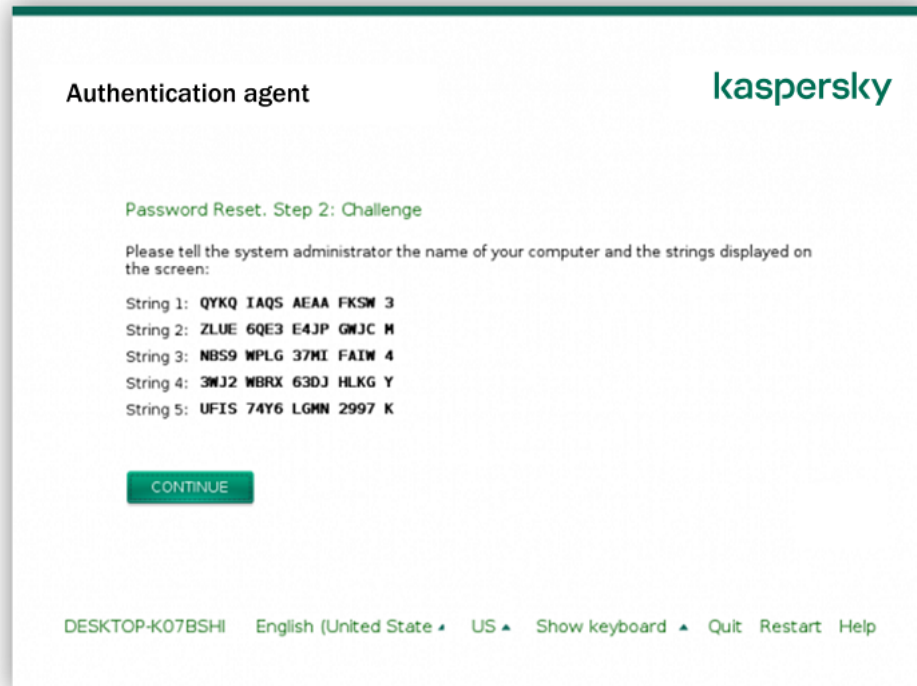 Authentication agent
kaspersky
Password Reset. Step 2: Challenge
Please tell the system administrator the name of your computer and the strings displayed on
the screen:
String 1: QYKQ IAQS AEAA FKSW 3
String 2: ZLUE 6QE3 E4JP GWJC M
String 3: NBS9 WPLG 37MI FAIW 4
String 4: 3WJ2 WBRX 63DJ HLKG Y
String 5: UFIS 74Y6 LGMN 2997 K
CONTINUE
DESKTOP-K07BSHI English (United State US Show keyboard Quit Restart Help